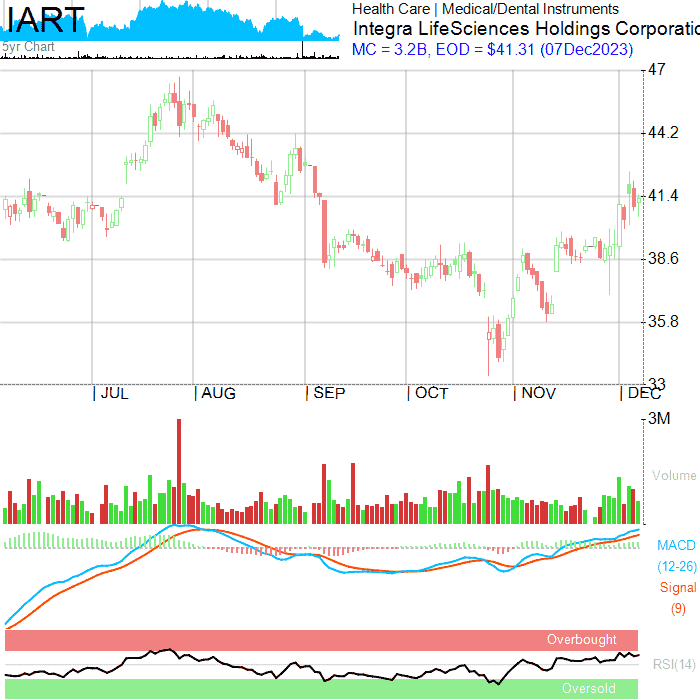 IART
5yr Chart
Health Care | Medical/Dental Instruments
Integra LifeSciences Holdings Corporatio
MC = 3.2B, EOD = $41.31 (07Dec2023)
47
44.2
41.4
38.6
35.8
33
| JUL | AUG | SEP | OCT | NOV | DEC
3M
Volume
MACD
(12-26)
Signal
(9)
Overbought
RSI(14)
Oversold